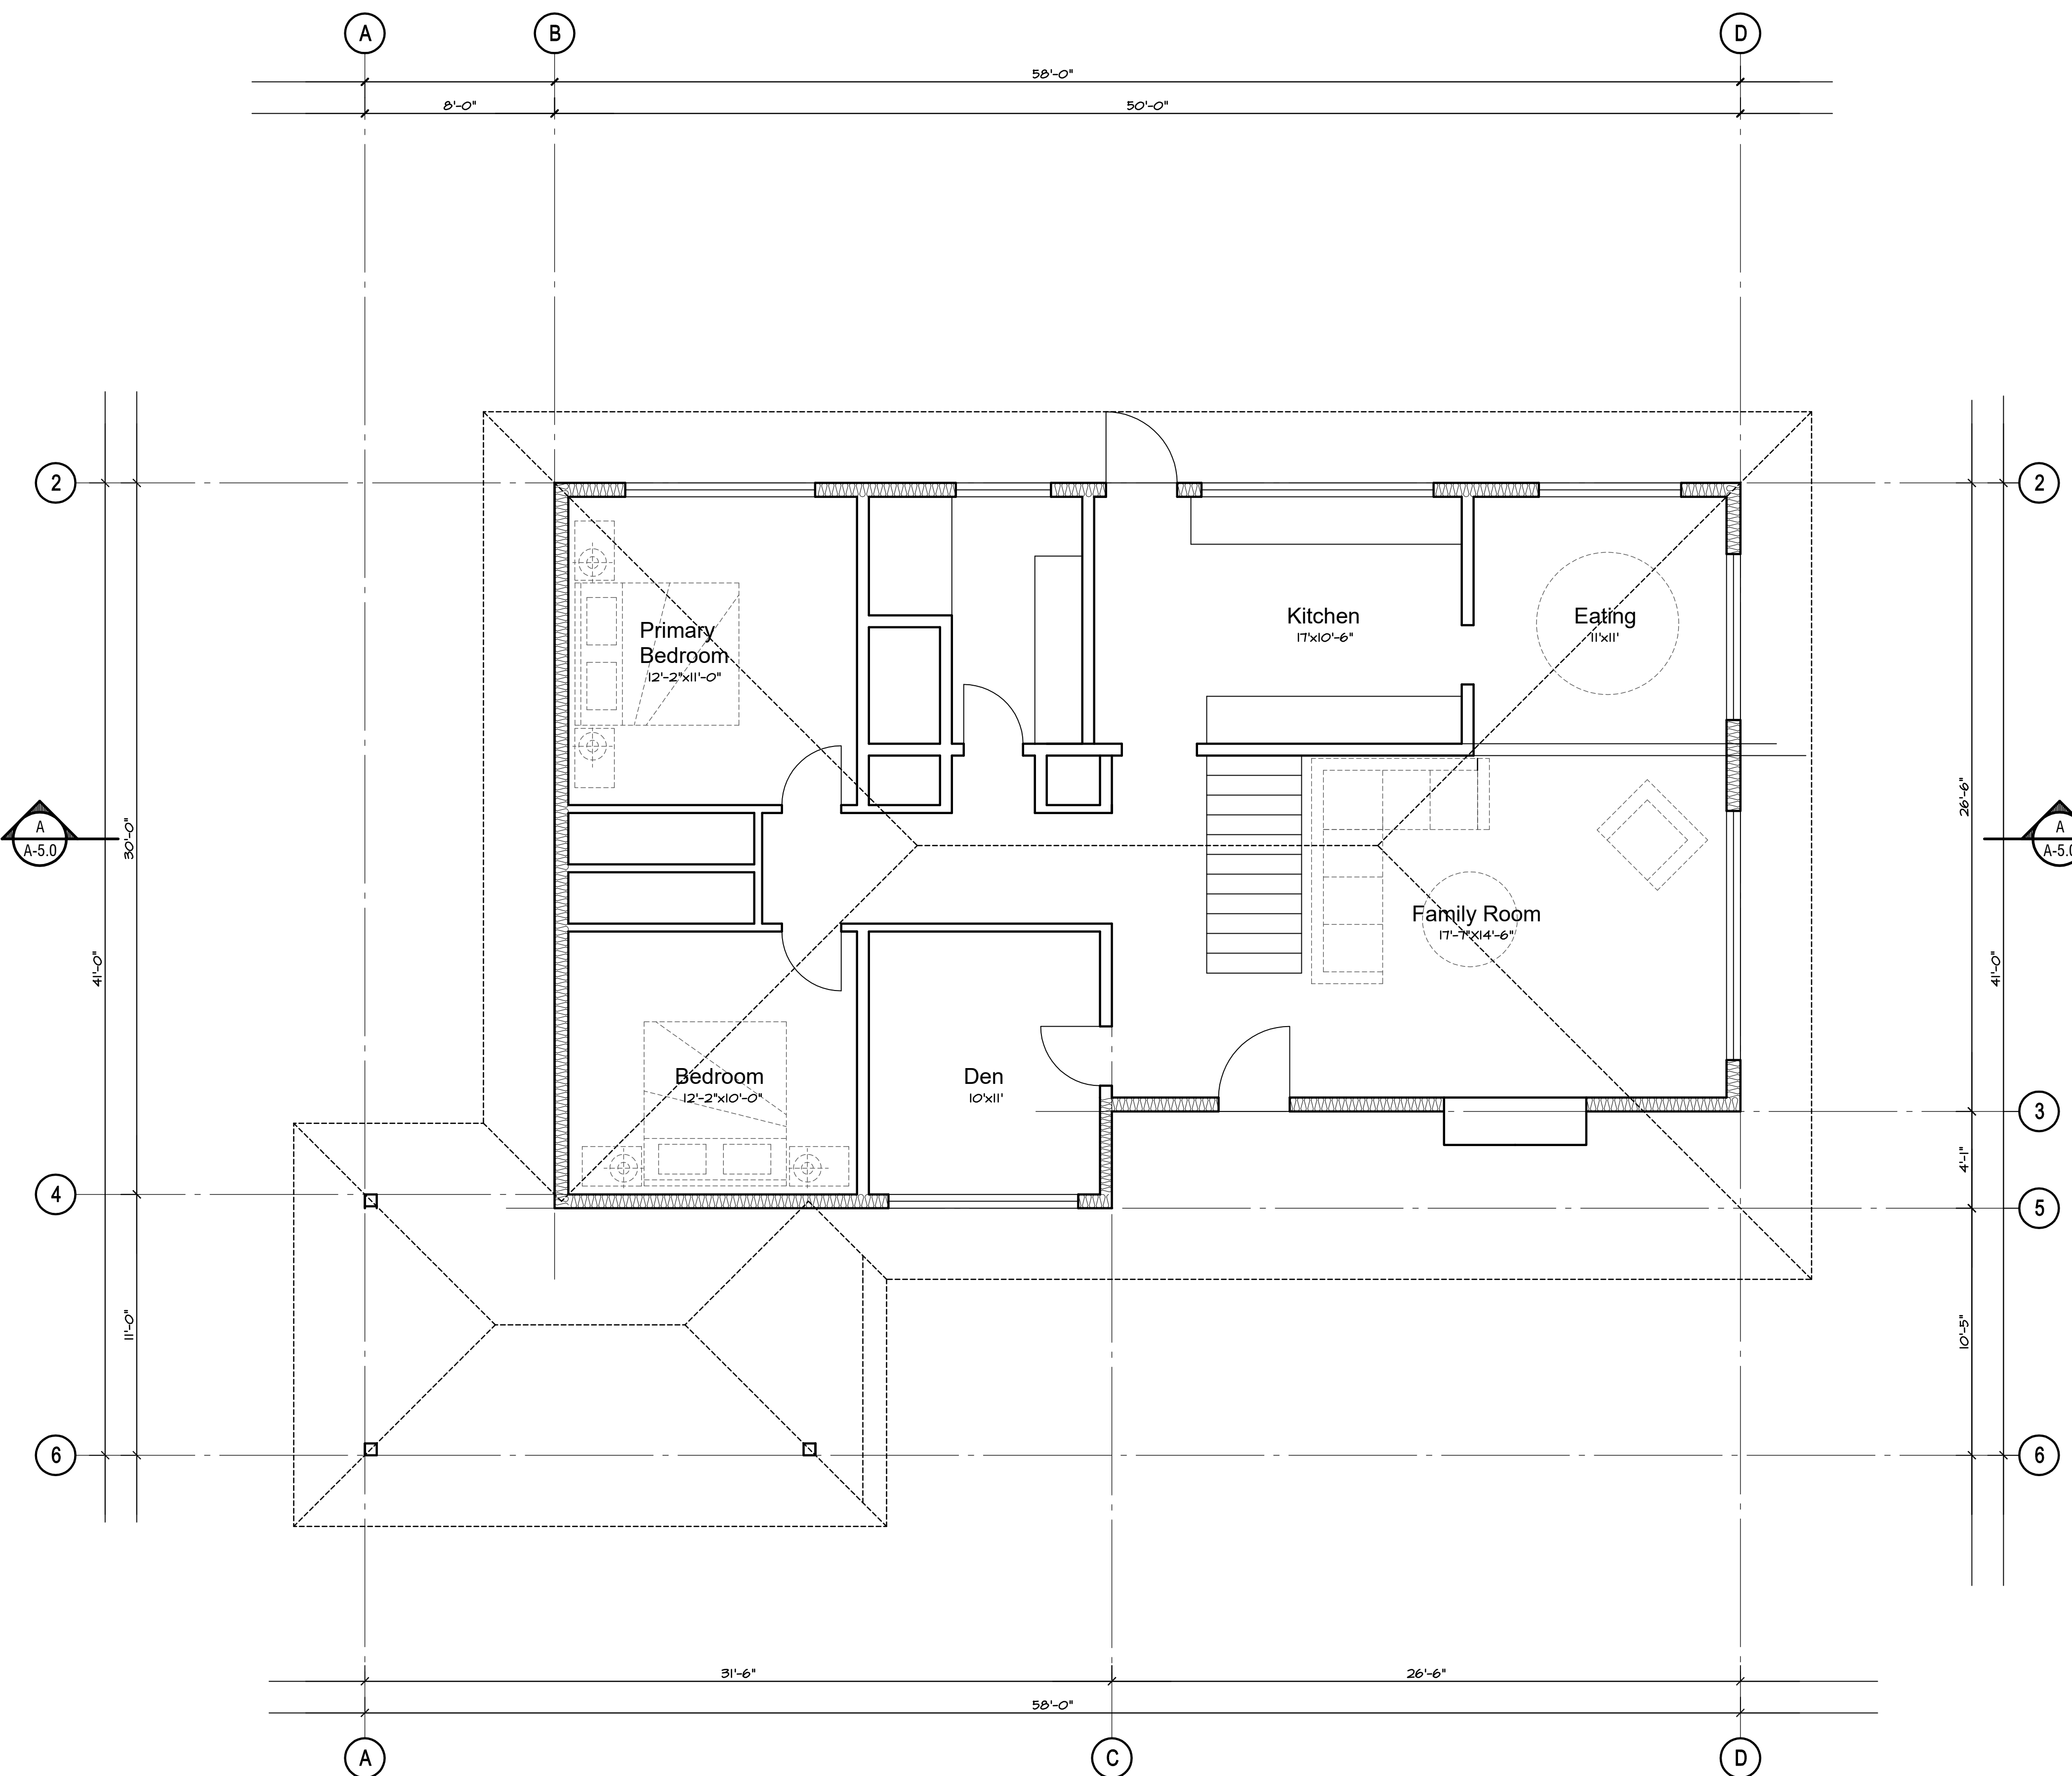 A
B
D
58'-0"
8'-0"
50'-0"
2
2
Primary
Bedroom
12'-2"x11'-0"
Kitchen
17'x10'-6"
Eating
11'x11'
A
A-5.0
30'-0"
26'-6"
A
A-5.0
41'-0"
41'-0"
Family Room
17'-7"X14'-6"
Bedroom
12'-2"x10'-0"
Den
10'x11'
3
4'-1"
4
5
11'-0"
10'-5"
6
6
31'-6"
26'-6"
58'-0"
A
C
D